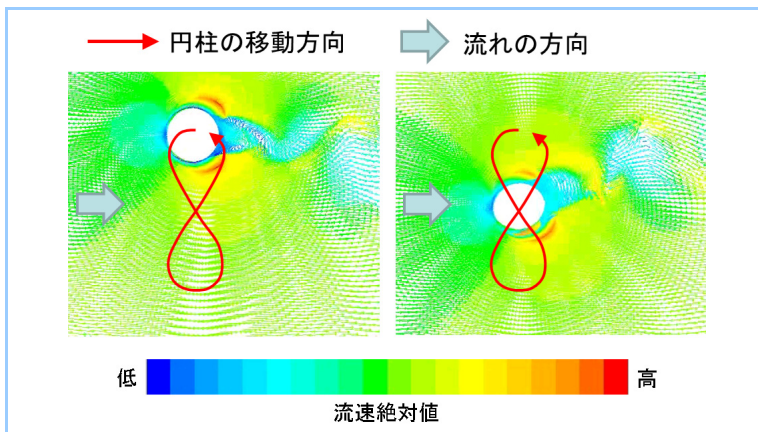 円柱の移動方向
流れの方向
低
高
流速絶対値